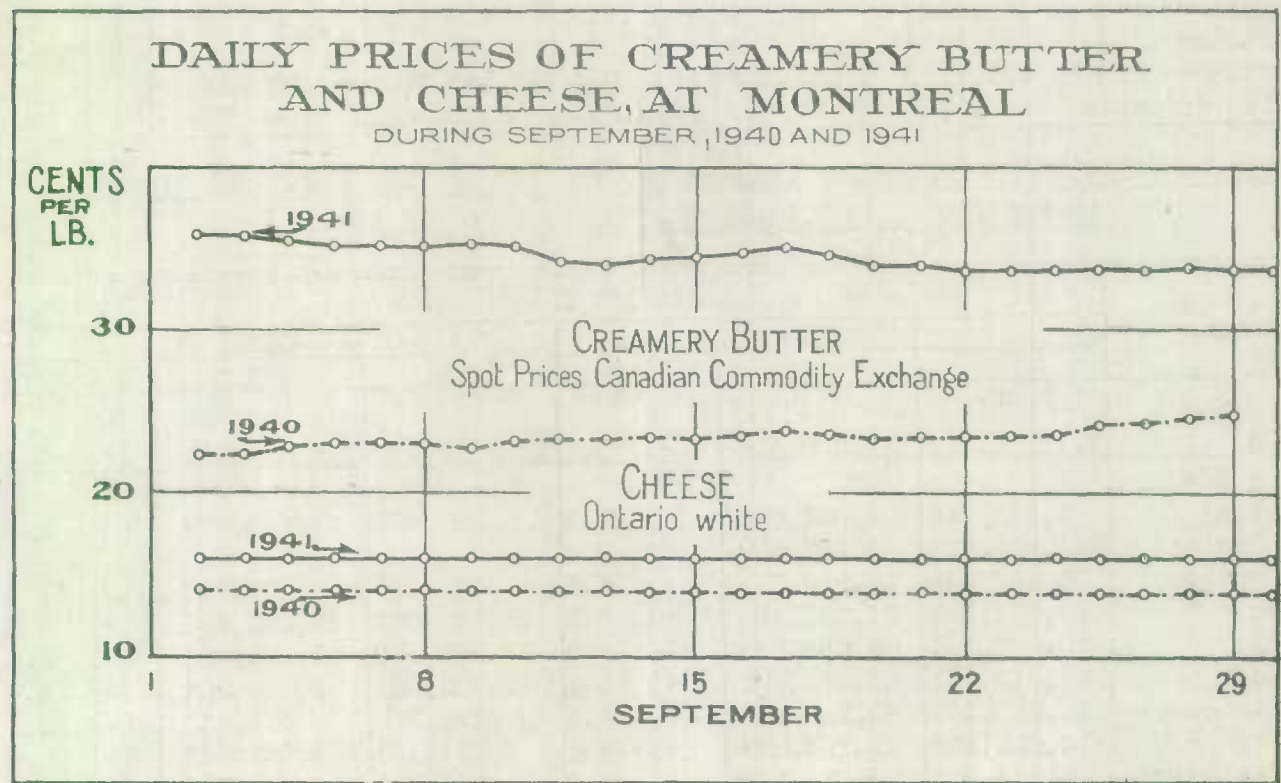 DAILY PRICES OF CREAMERY BUTTER
AND CHEESE, AT MONTREAL
DURING SEPTEMBER, 1940 AND 1941
CENTS
PER
LB.
1941
30
CREAMERY BUTTER
Spot Prices Canadian Commodity Exchange
1940
20
CHEESE
Ontario white
1941
1940
10
1 8 15 22 29
SEPTEMBER